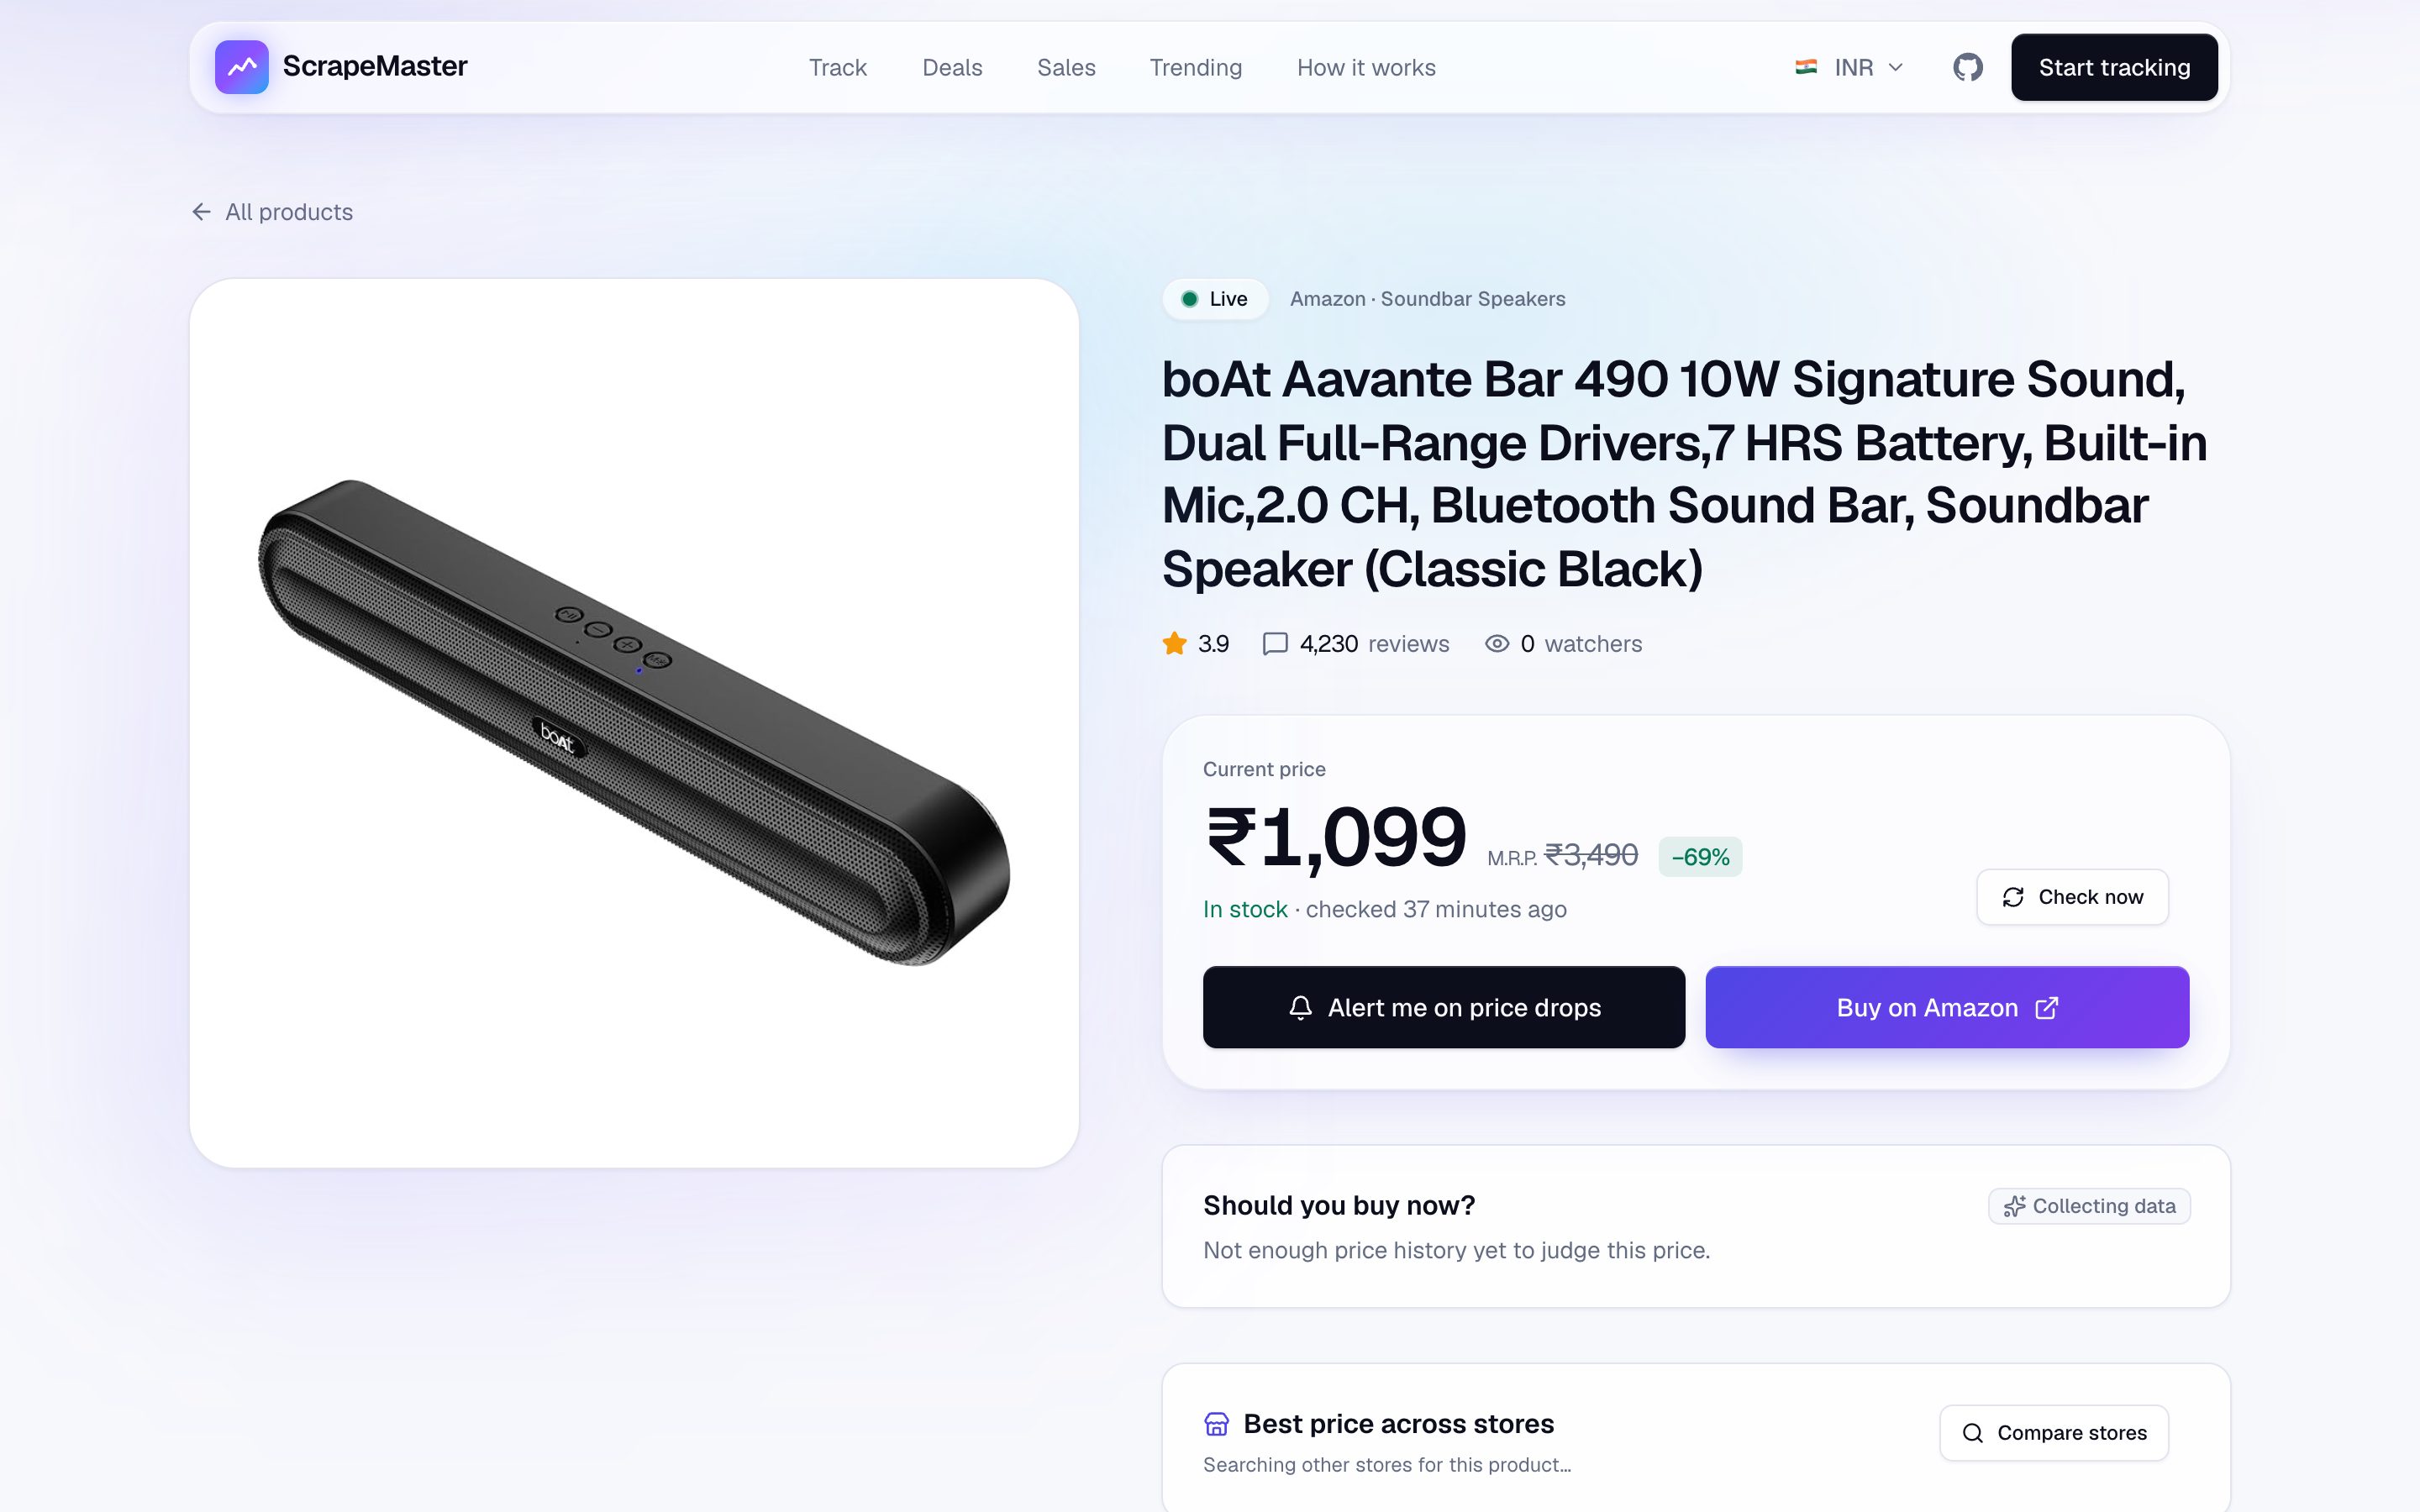 ScrapeMaster
Track
Deals
Sales
Trending
How it works
INR
Start tracking
All products
boAt
Live
Amazon · Soundbar Speakers
boAt Aavante Bar 490 10W Signature Sound,
Dual Full-Range Drivers,7 HRS Battery, Built-in
Mic,2.0 CH, Bluetooth Sound Bar, Soundbar
Speaker (Classic Black)
3.9
4,230 reviews
0 watchers
Current price
₹1,099 M.R.P. ₹3,490 −69%
In stock · checked 37 minutes ago
Check now
Alert me on price drops
Buy on Amazon
Should you buy now?
Collecting data
Not enough price history yet to judge this price.
Best price across stores
Compare stores
Searching other stores for this product…